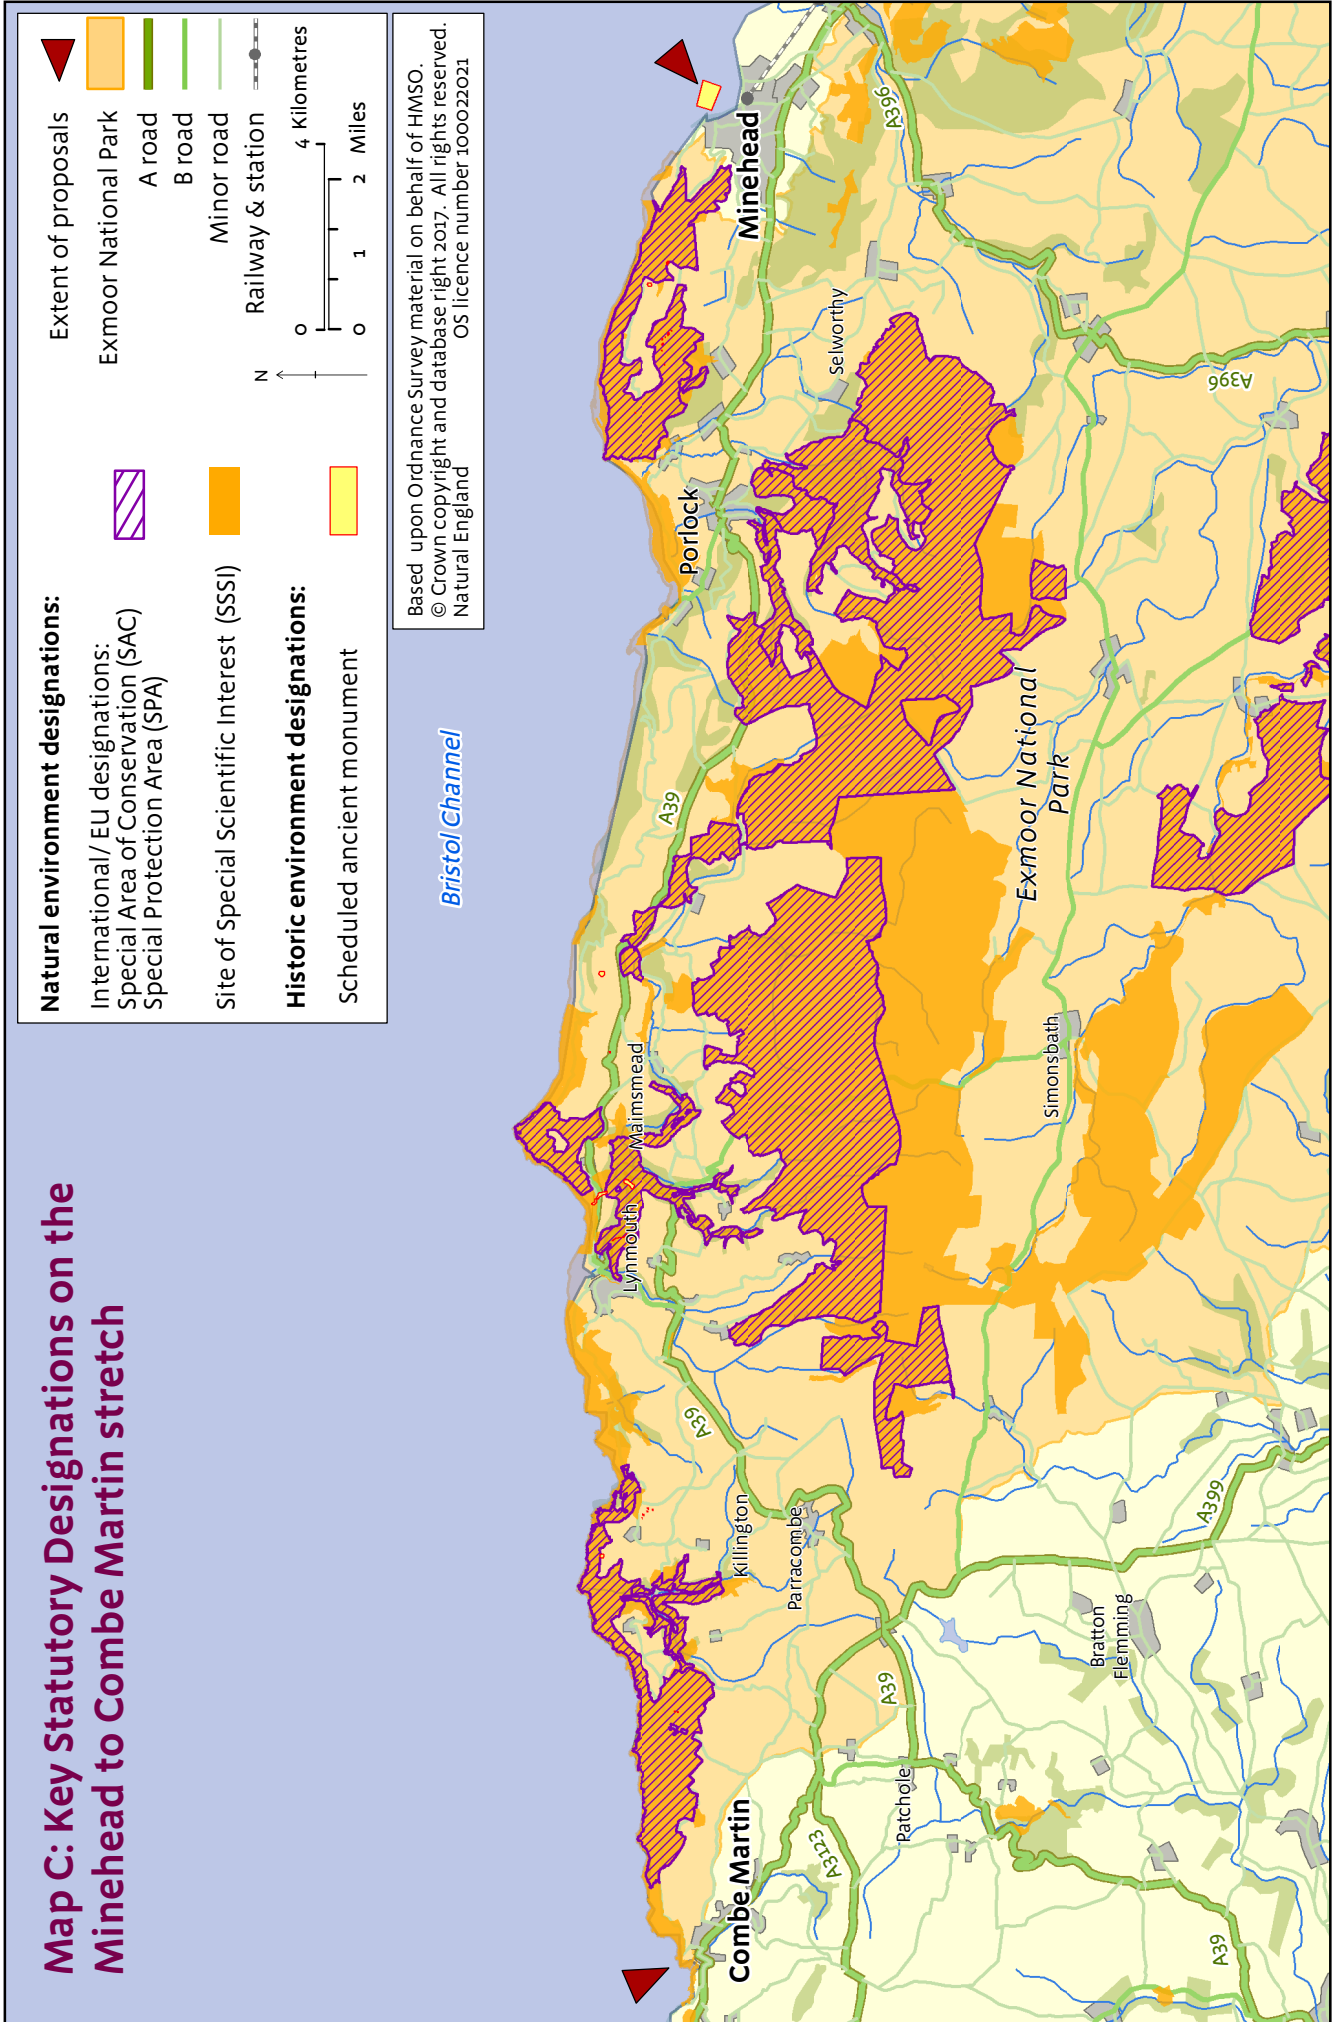 Map C: Key Statutory Designations on the
Minehead to Combe Martin stretch
Natural environment designations:
International/ EU designations:
Special Area of Conservation (SAC)
Special Protection Area (SPA)
Site of Special Scientific Interest (SSSI)
Historic environment designations:
Scheduled ancient monument
Extent of proposals
Exmoor National Park
A road
B road
Minor road
Railway & station
N
0
4 Kilometres
0
1
2
Miles
Based upon Ordnance Survey material on behalf of HMSO.
© Crown copyright and database right 2017. All rights reserved.
Natural England
OS licence number 100022021
Bristol Channel
Combe Martin
A3123
Patchole
A39
A39
Bratton
Flemming
A399
Parracombe
Killington
A39
Lynmouth
Malmsmead
Simonsbath
A39
Exmoor National
Park
Porlock
Selworthy
Minehead
A396
A396